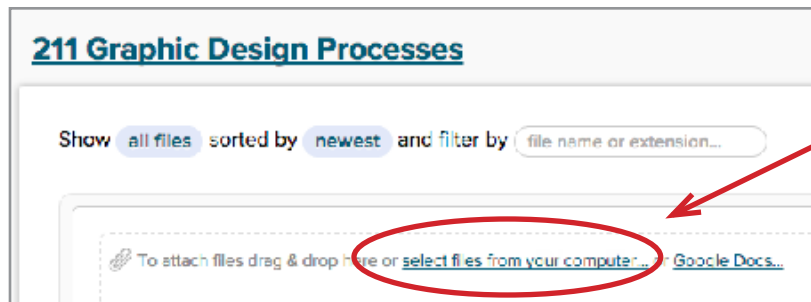 211 Graphic Design Processes
Show all files sorted by newest and filter by file name or extension...
To attach files drag & drop here or select files from your computer... or Google Docs...